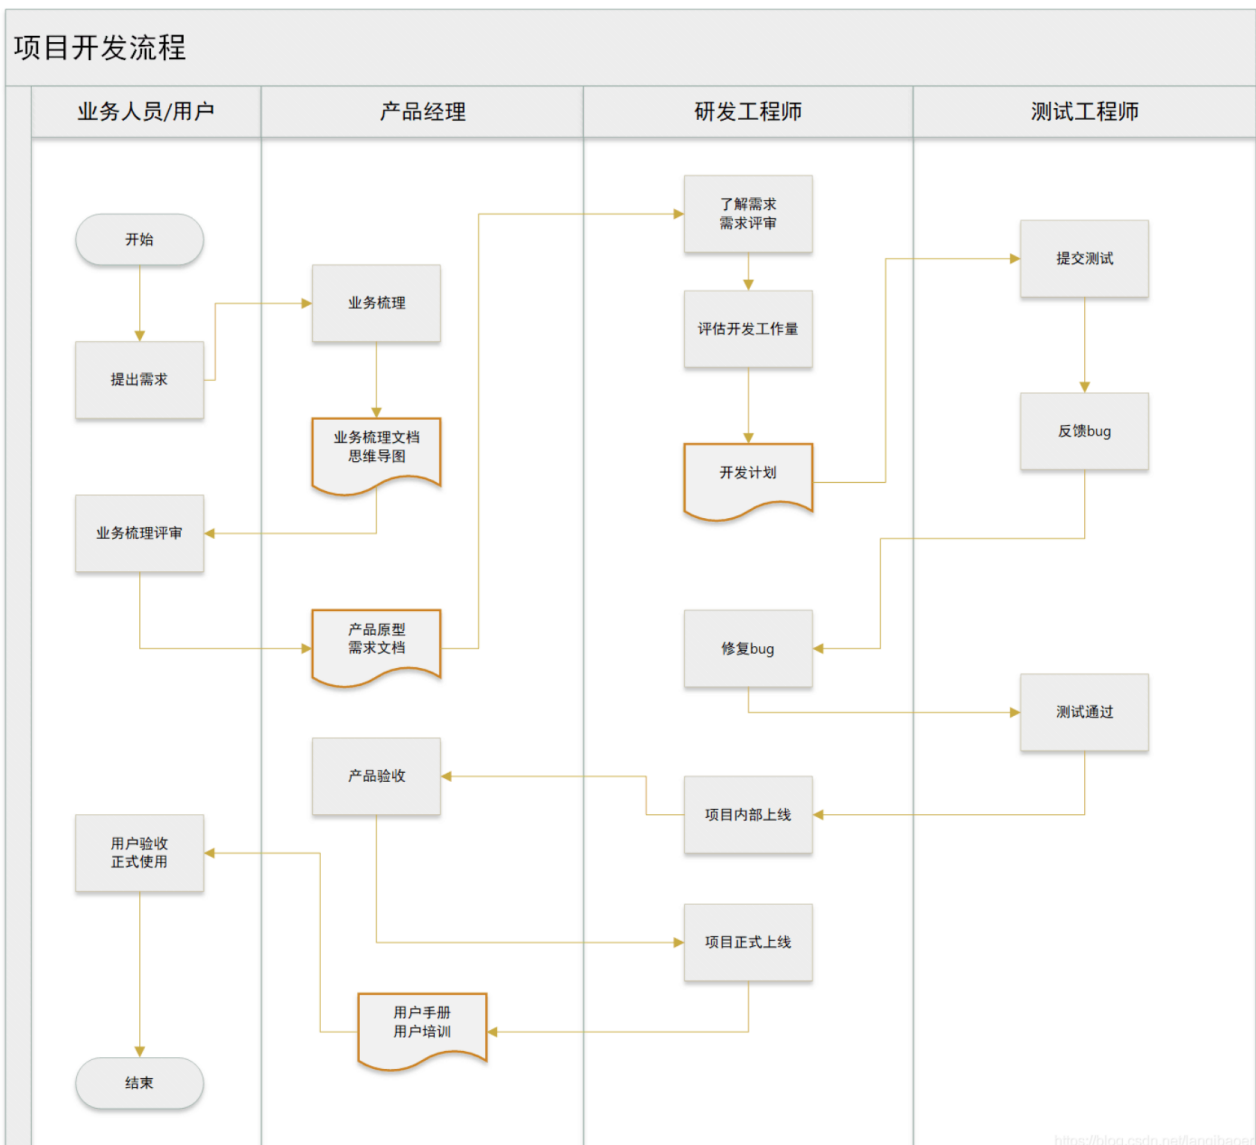 项目开发流程
业务人员/用户
产品经理
研发工程师
测试工程师
开始
提出需求
业务梳理
业务梳理文档
思维导图
业务梳理评审
产品原型
需求文档
了解需求
需求评审
评估开发工作量
开发计划
提交测试
反馈bug
修复bug
测试通过
项目内部上线
产品验收
项目正式上线
用户手册
用户培训
用户验收
正式使用
结束